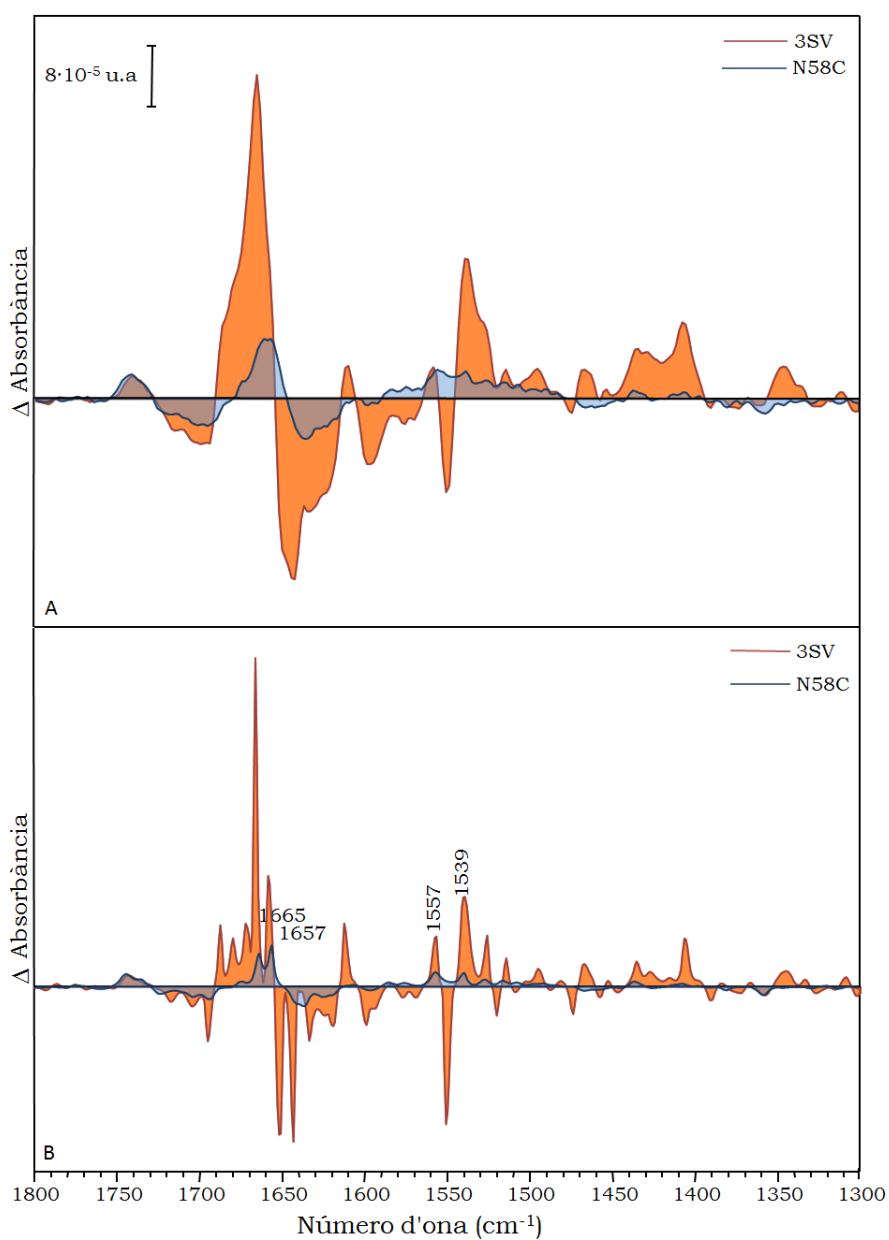 3SV
8·10⁻⁵ u.a
N58C
Δ Absorbància
A
3SV
N58C
1539
1557
1665
1657
Δ Absorbància
B
1800 1750 1700 1650 1600 1550 1500 1450 1400 1350 1300
Número d'ona (cm⁻¹)